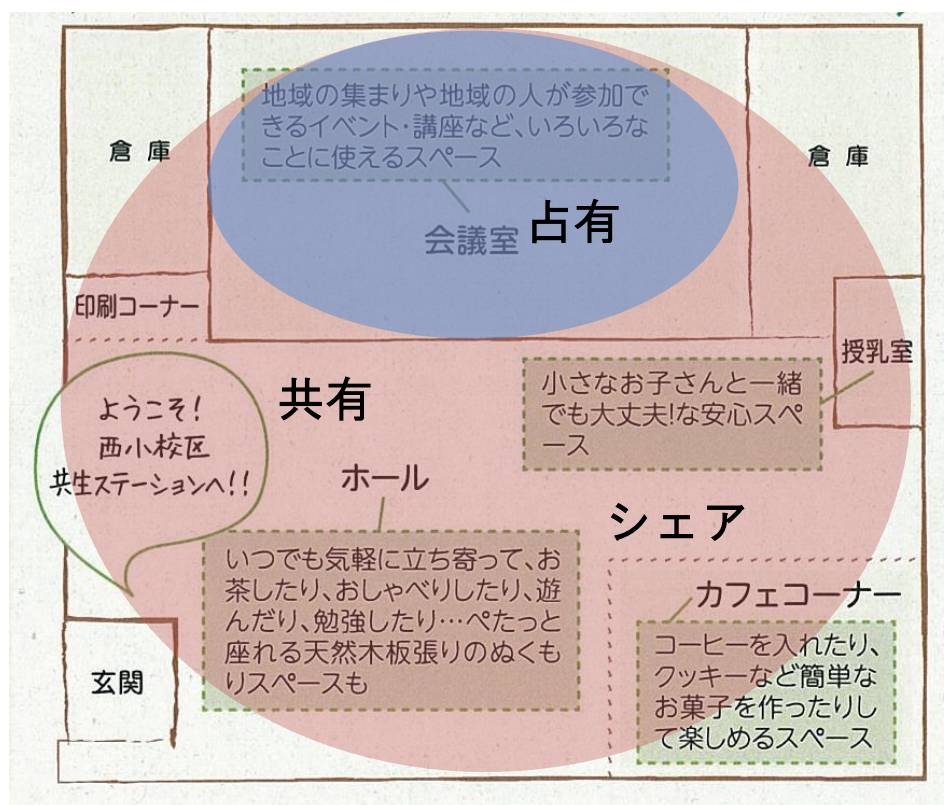 地域の集まりや地域の人が参加で
きるイベント・講座など、いろいろな
ことに使えるスペース
倉庫
倉庫
会議室
占有
印刷コーナー
授乳室
小さなお子さんと一緒
でも大丈夫!な安心スペ
ース
共有
ようこそ!
西小校区
共生ステーションへ!!
ホール
シェア
いつでも気軽に立ち寄って、お
茶したり、おしゃべりしたり、遊
んだり、勉強したり…ぺたっと
座れる天然木板張りのぬくも
りスペースも
カフェコーナー
コーヒーを入れたり、
クッキーなど簡単な
お菓子を作ったりし
て楽しめるスペース
玄関